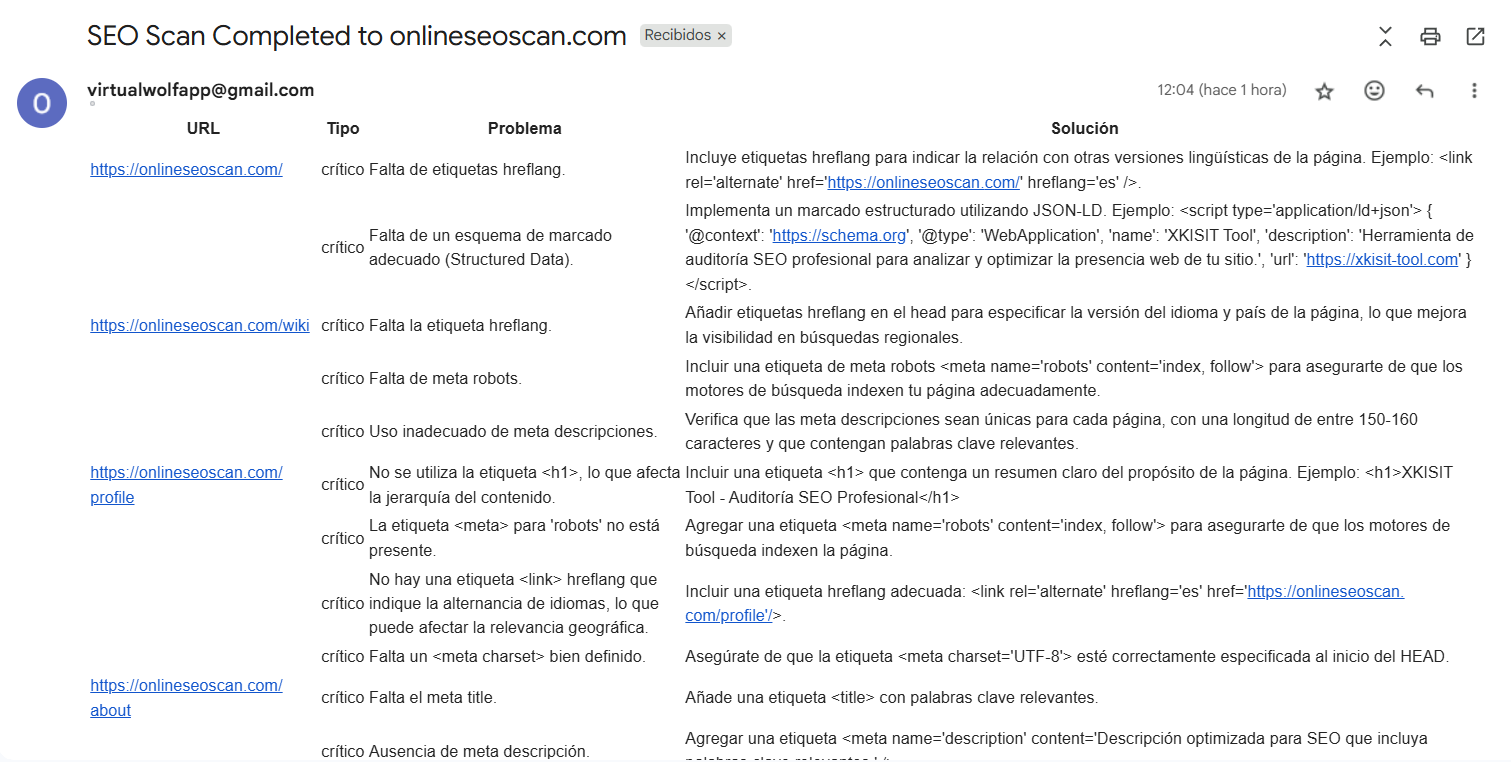 SEO Scan Completed to onlineseoscan.com Recibidos ×
O
virtualwolfapp@gmail.com 12:04 (hace 1 hora)
URL Tipo Problema Solución
https://onlineseoscan.com/ crítico Falta de etiquetas hreflang.
Incluye etiquetas hreflang para indicar la relación con otras versiones lingüísticas de la página. Ejemplo: <link
rel='alternate' href='https://onlineseoscan.com/' hreflang='es' />.
crítico
Falta de un esquema de marcado
adecuado (Structured Data).
Implementa un marcado estructurado utilizando JSON-LD. Ejemplo: <script type='application/ld+json'> {
'@context': 'https://schema.org', '@type': 'WebApplication', 'name': 'XKISIT Tool', 'description': 'Herramienta de
auditoría SEO profesional para analizar y optimizar la presencia web de tu sitio.', 'url': 'https://xkisit-tool.com' }
</script>.
https://onlineseoscan.com/wiki crítico Falta la etiqueta hreflang.
Añadir etiquetas hreflang en el head para especificar la versión del idioma y país de la página, lo que mejora
la visibilidad en búsquedas regionales.
crítico Falta de meta robots.
Incluir una etiqueta de meta robots <meta name='robots' content='index, follow'> para asegurarte de que los
motores de búsqueda indexen tu página adecuadamente.
crítico Uso inadecuado de meta descripciones.
Verifica que las meta descripciones sean únicas para cada página, con una longitud de entre 150-160
caracteres y que contengan palabras clave relevantes.
https://onlineseoscan.com/
profile
crítico
No se utiliza la etiqueta <h1>, lo que afecta
la jerarquía del contenido.
Incluir una etiqueta <h1> que contenga un resumen claro del propósito de la página. Ejemplo: <h1>XKISIT
Tool - Auditoría SEO Profesional</h1>
crítico
La etiqueta <meta> para 'robots' no está
presente.
Agregar una etiqueta <meta name='robots' content='index, follow'> para asegurarte de que los motores de
búsqueda indexen la página.
crítico
No hay una etiqueta <link> hreflang que
indique la alternancia de idiomas, lo que
puede afectar la relevancia geográfica.
Incluir una etiqueta hreflang adecuada: <link rel='alternate' hreflang='es' href='https://onlineseoscan.
com/profile'/>.
crítico Falta un <meta charset> bien definido.
Asegúrate de que la etiqueta <meta charset='UTF-8'> esté correctamente especificada al inicio del HEAD.
https://onlineseoscan.com/
about
crítico Falta el meta title.
Añade una etiqueta <title> con palabras clave relevantes.
crítico Ausencia de meta descripción.
Agregar una etiqueta <meta name='description' content='Descripción optimizada para SEO que incluya